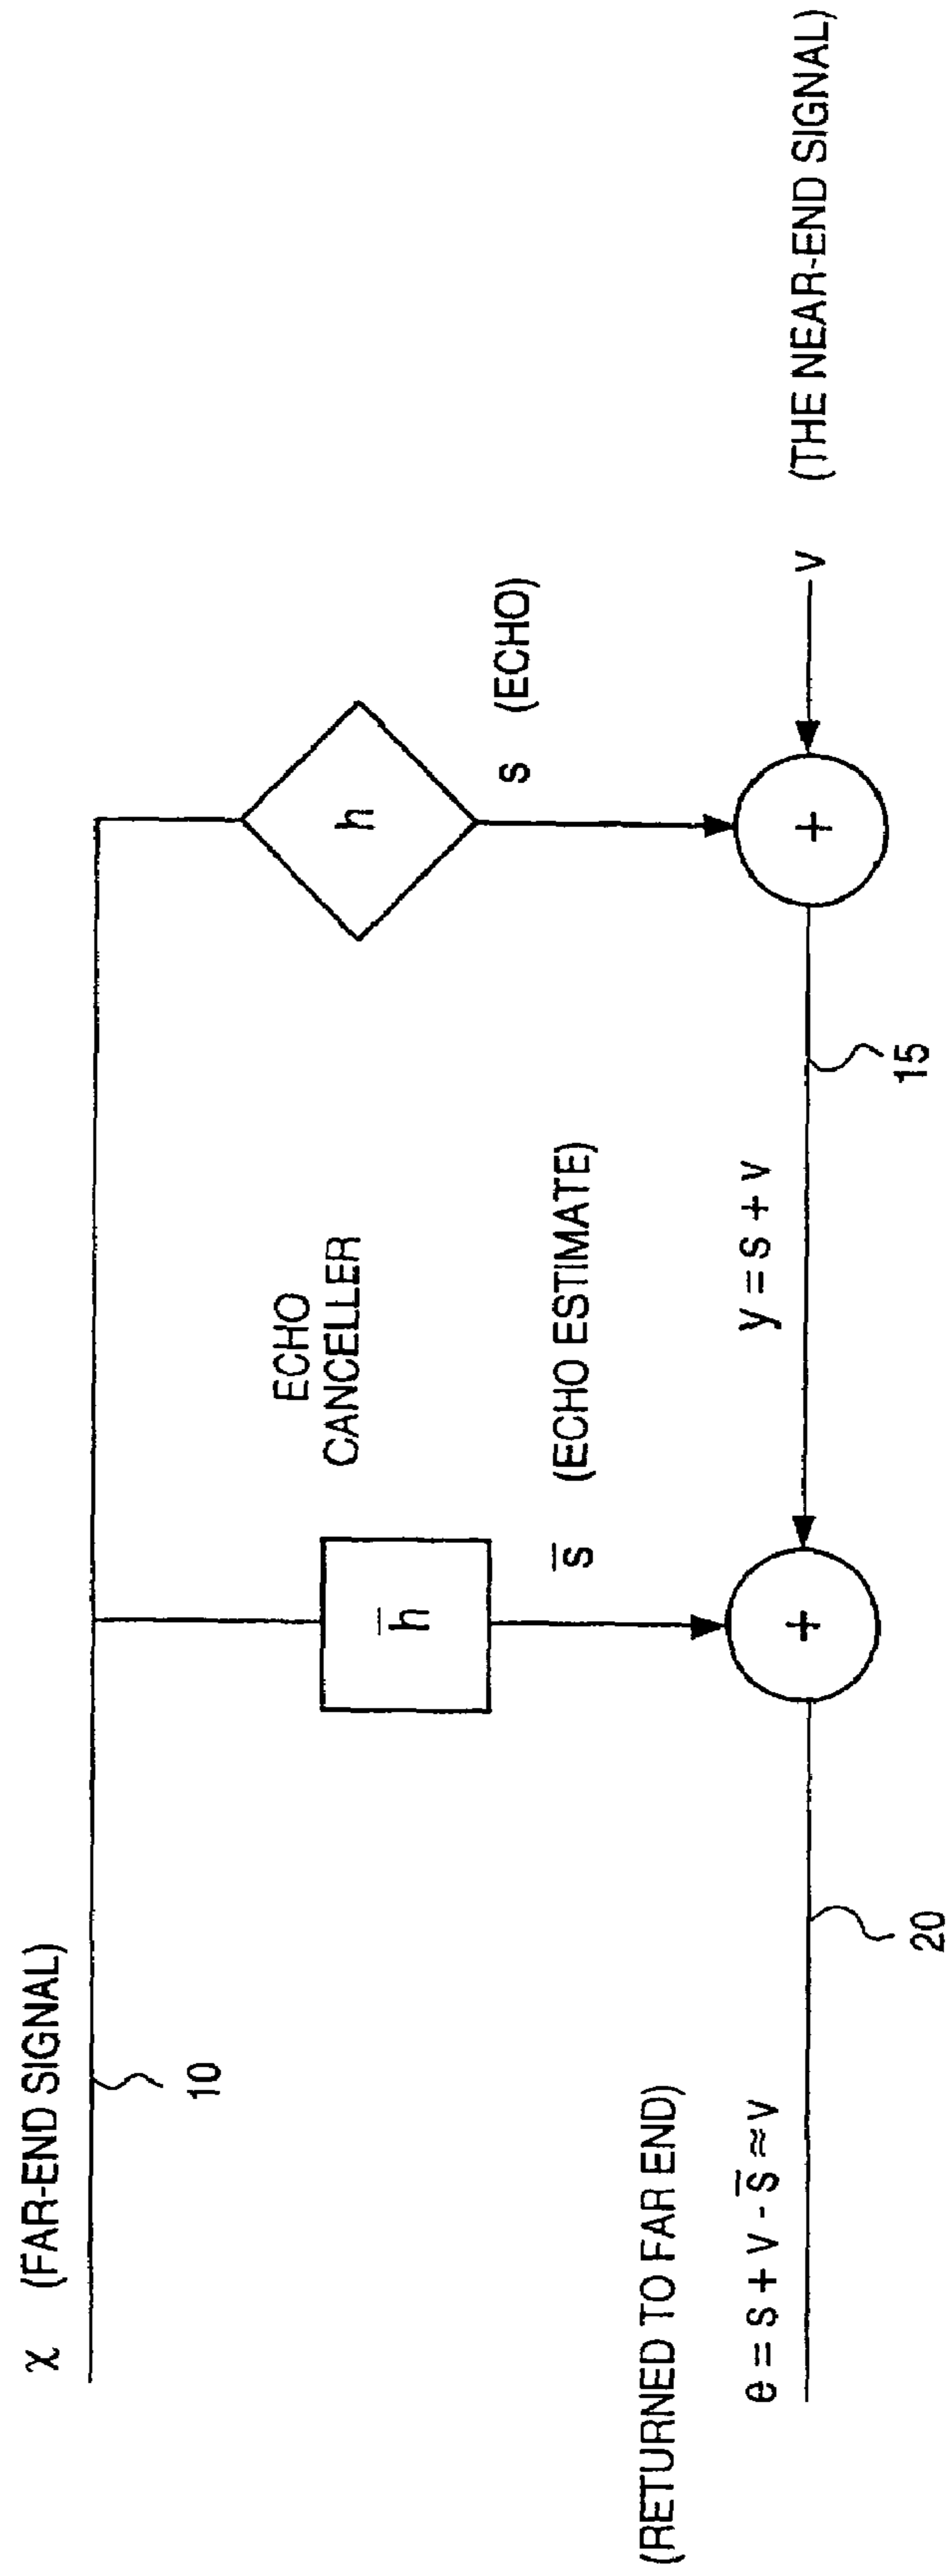 χ (FAR-END SIGNAL)
10
ECHO
CANCELLER
h̄
h
s̄ (ECHO ESTIMATE)
s (ECHO)
(RETURNED TO FAR END)
e = s + v - s̄ ≈ v
y = s + v
+
+
v (THE NEAR-END SIGNAL)
20
15